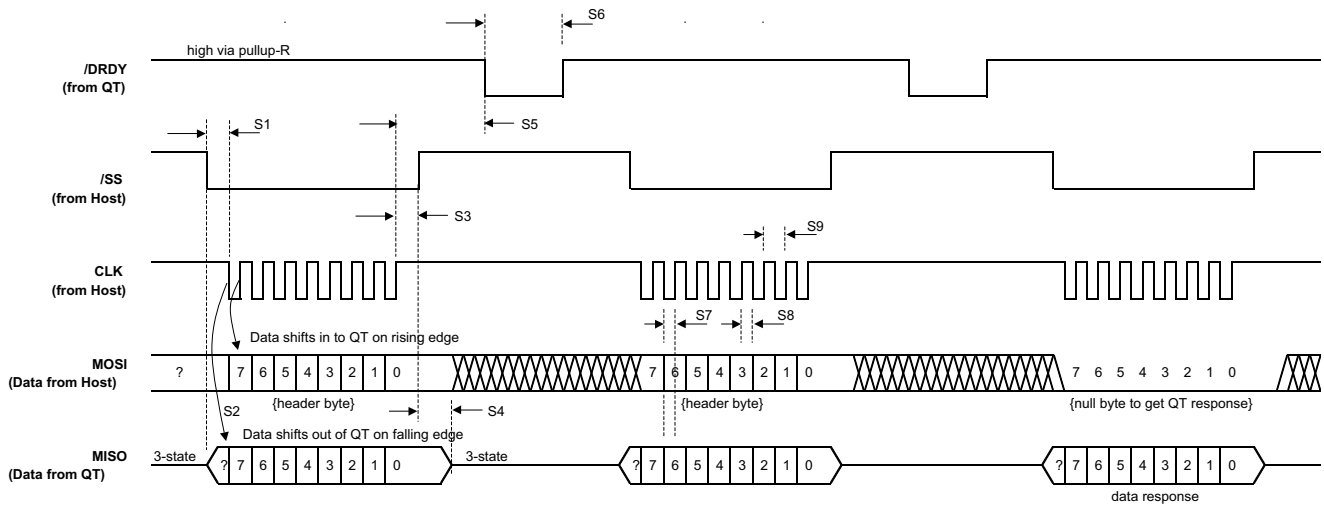 S6
high via pullup-R
/DRDY
(from QT)
S1
S5
/SS
(from Host)
S3
S9
CLK
(from Host)
S7
S8
Data shifts in to QT on rising edge
MOSI
(Data from Host)
? 7 6 5 4 3 2 1 0
7 6 5 4 3 2 1 0
7 6 5 4 3 2 1 0
{header byte}
{header byte}
{null byte to get QT response}
S2
S4
Data shifts out of QT on falling edge
MISO
(Data from QT)
3-state
? 7 6 5 4 3 2 1 0
3-state
? 7 6 5 4 3 2 1 0
? 7 6 5 4 3 2 1 0
data response